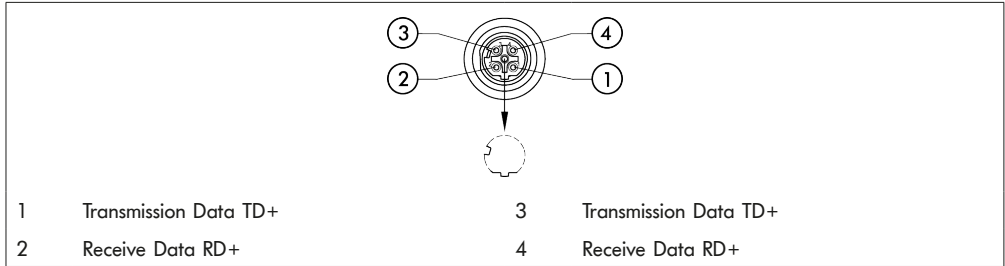 3 4
2 1
1 Transmission Data TD+ 3 Transmission Data TD+
2 Receive Data RD+ 4 Receive Data RD+